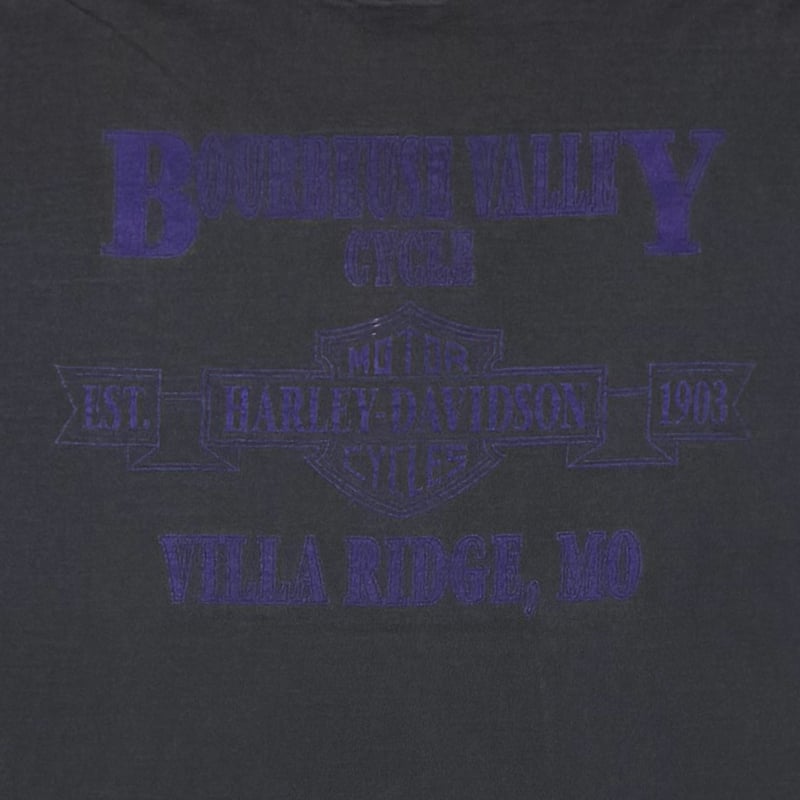 BOURBEUSE VALLEY
CYCLE
MOTOR
EST. HARLEY-DAVIDSON 1903
CYCLES
VILLA RIDGE, MO